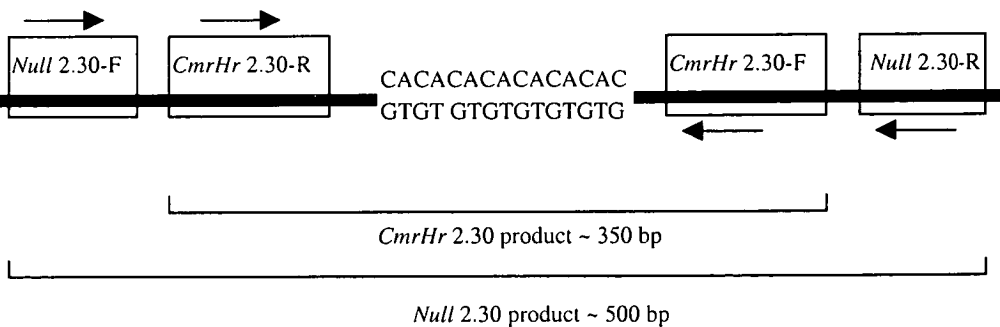 Null 2.30-F
CmrHr 2.30-R
CmrHr 2.30-F
Null 2.30-R
CACACACACACACAC
GTGT GTGTGTGTGTG
CmrHr 2.30 product ~ 350 bp
Null 2.30 product ~ 500 bp